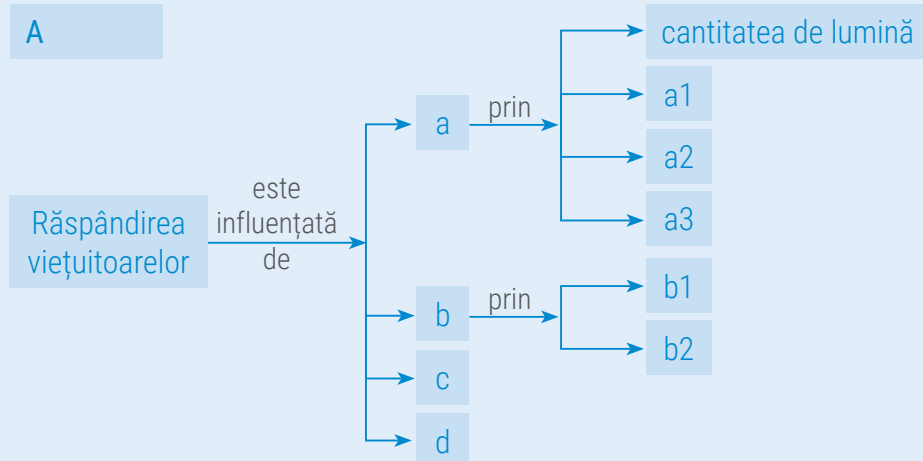 A
cantitatea de lumină
a1
a
prin
a2
a3
Răspândirea
viețuitoarelor
este
influențată
de
b
prin
b1
b2
c
d